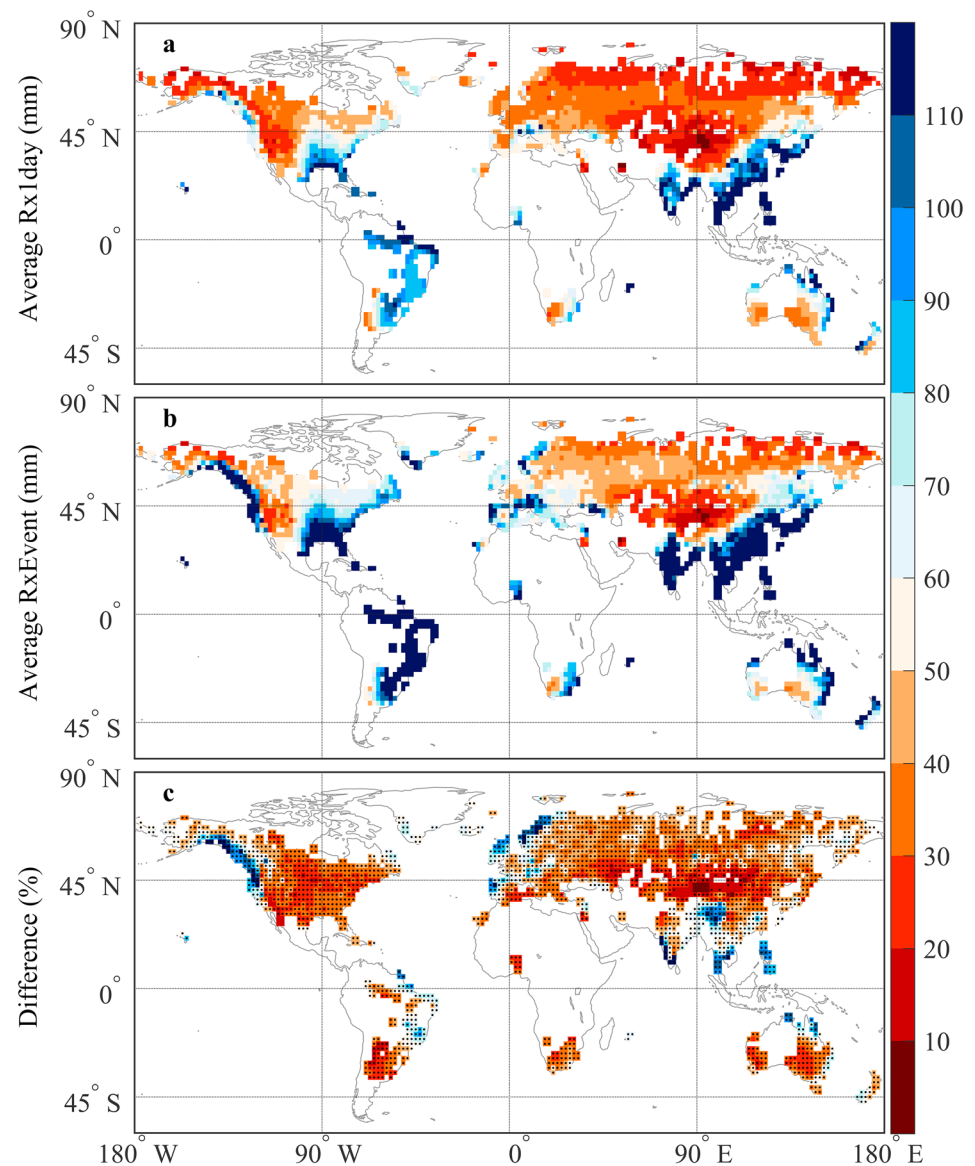 90° N
a
45° N
0°
45° S
Average Rx1day (mm)
90° N
b
45° N
0°
45° S
Average RxEvent (mm)
90° N
c
45° N
0°
45° S
Difference (%)
180° W
90° W
0°
90° E
180° E
110
100
90
80
70
60
50
40
30
20
10